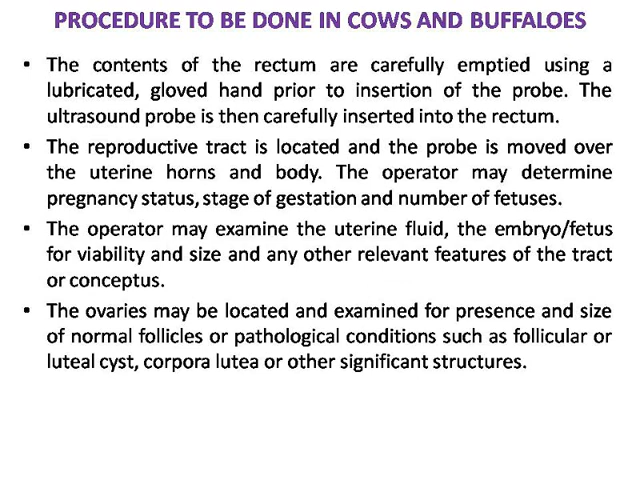 PROCEDURE TO BE DONE IN COWS AND BUFFALOES
• The contents of the rectum are carefully emptied using a
lubricated, gloved hand prior to insertion of the probe. The
ultrasound probe is then carefully inserted into the rectum.
• The reproductive tract is located and the probe is moved over
the uterine horns and body. The operator may determine
pregnancy status, stage of gestation and number of fetuses.
• The operator may examine the uterine fluid, the embryo/fetus
for viability and size and any other relevant features of the tract
or conceptus.
• The ovaries may be located and examined for presence and size
of normal follicles or pathological conditions such as follicular or
luteal cyst, corpora lutea or other significant structures.